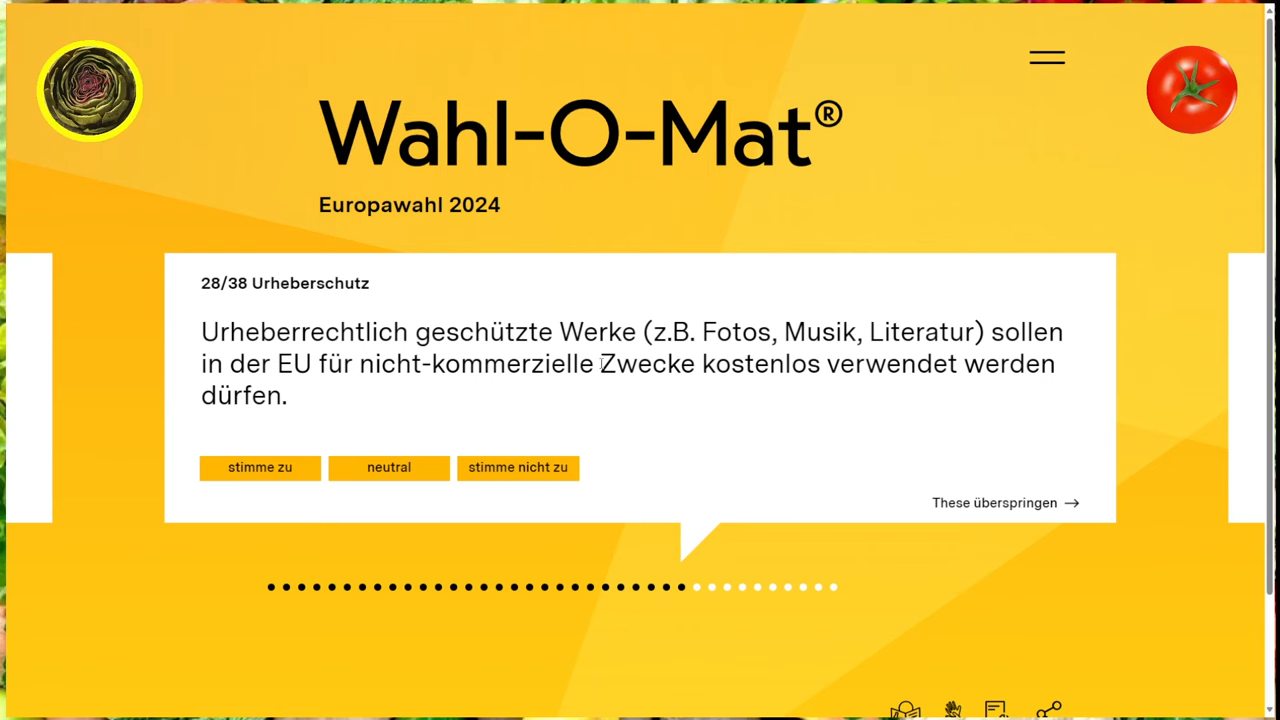 Wahl-O-Mat®
Europawahl 2024
28/38 Urheberschutz
Urheberrechtlich geschützte Werke (z.B. Fotos, Musik, Literatur) sollen
in der EU für nicht-kommerzielle Zwecke kostenlos verwendet werden
dürfen.
stimme zu
neutral
stimme nicht zu
These überspringen →